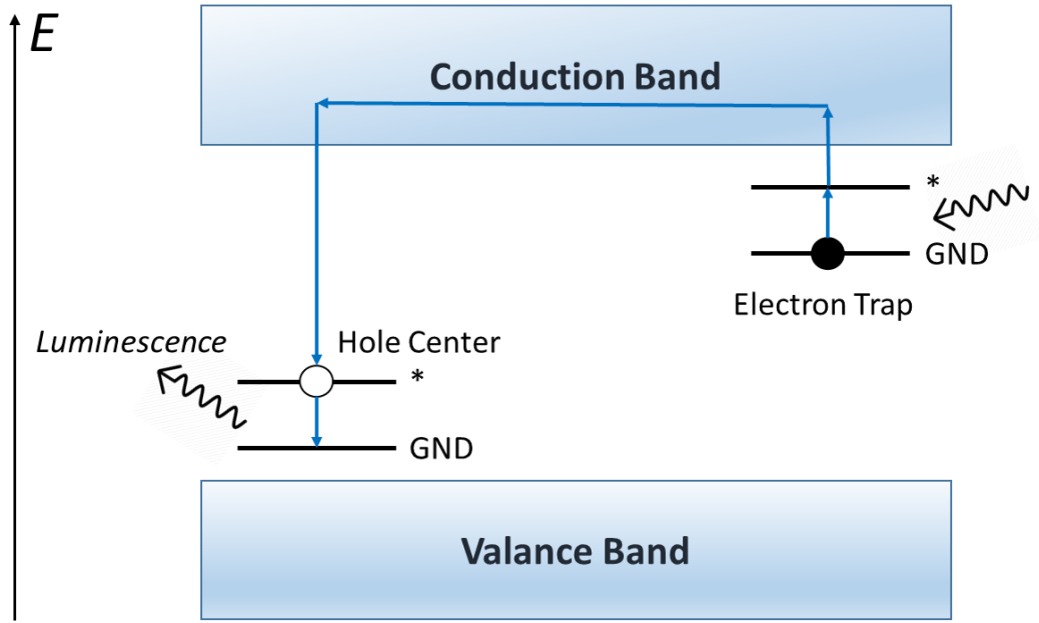 E
Conduction Band
*
GND
Electron Trap
Luminescence
Hole Center
*
GND
Valance Band